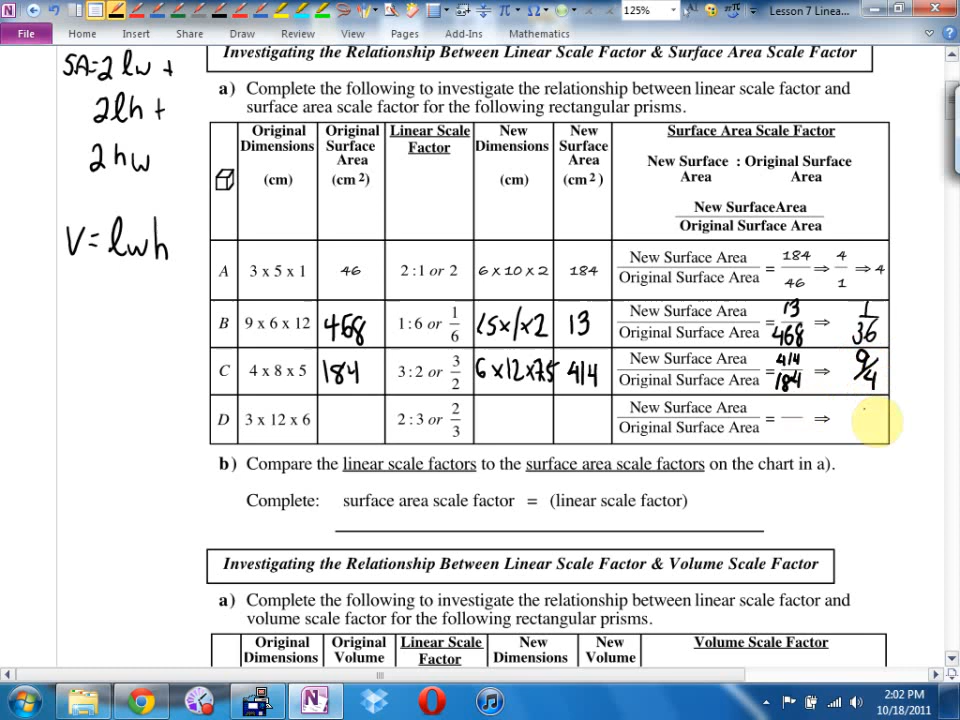 125%
Lesson 7 Linea...
File Home Insert Share Draw Review View Pages Add-Ins Mathematics
Investigating the Relationship Between Linear Scale Factor & Surface Area Scale Factor
SA=2lw+
2lh+
2hw
V=lwh
a) Complete the following to investigate the relationship between linear scale factor and
surface area scale factor for the following rectangular prisms.
Original Dimensions (cm)
Original Surface Area (cm 2)
Linear Scale Factor
New Dimensions (cm)
New Surface Area (cm 2)
Surface Area Scale Factor
New Surface Area : Original Surface Area
New SurfaceArea
Original Surface Area
A 3 x 5 x 1 46 2:1 or 2 6 x 10 x 2 184 New Surface Area / Original Surface Area = 184/46 ⇒ 4/1 ⇒ 4
B 9 x 6 x 12 468 1:6 or 1/6 1.5x1x2 13 New Surface Area / Original Surface Area = 13/468 ⇒ 1/36
C 4 x 8 x 5 184 3:2 or 3/2 6x12x7.5 414 New Surface Area / Original Surface Area = 414/184 ⇒ 9/4
D 3 x 12 x 6 2:3 or 2/3 New Surface Area / Original Surface Area = ⇒
b) Compare the linear scale factors to the surface area scale factors on the chart in a).
Complete: surface area scale factor = (linear scale factor)
Investigating the Relationship Between Linear Scale Factor & Volume Scale Factor
a) Complete the following to investigate the relationship between linear scale factor and
volume scale factor for the following rectangular prisms.
Original Dimensions
Original Volume
Linear Scale Factor
New Dimensions
New Volume
Volume Scale Factor
2:02 PM
10/18/2011